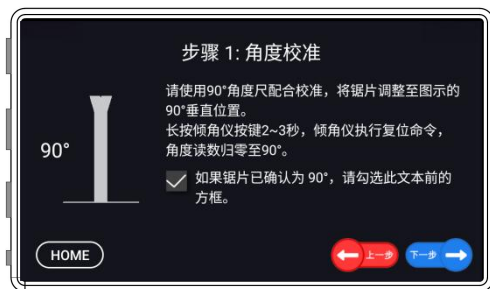 步骤 1: 角度校准
请使用90°角度尺配合校准，将锯片调整至图示的
90°垂直位置。
长按倾角仪按键2~3秒，倾角仪执行复位命令，
角度读数归零至90°。
90°
如果锯片已确认为 90°，请勾选此文本前的
方框。
HOME
上一步
下一步